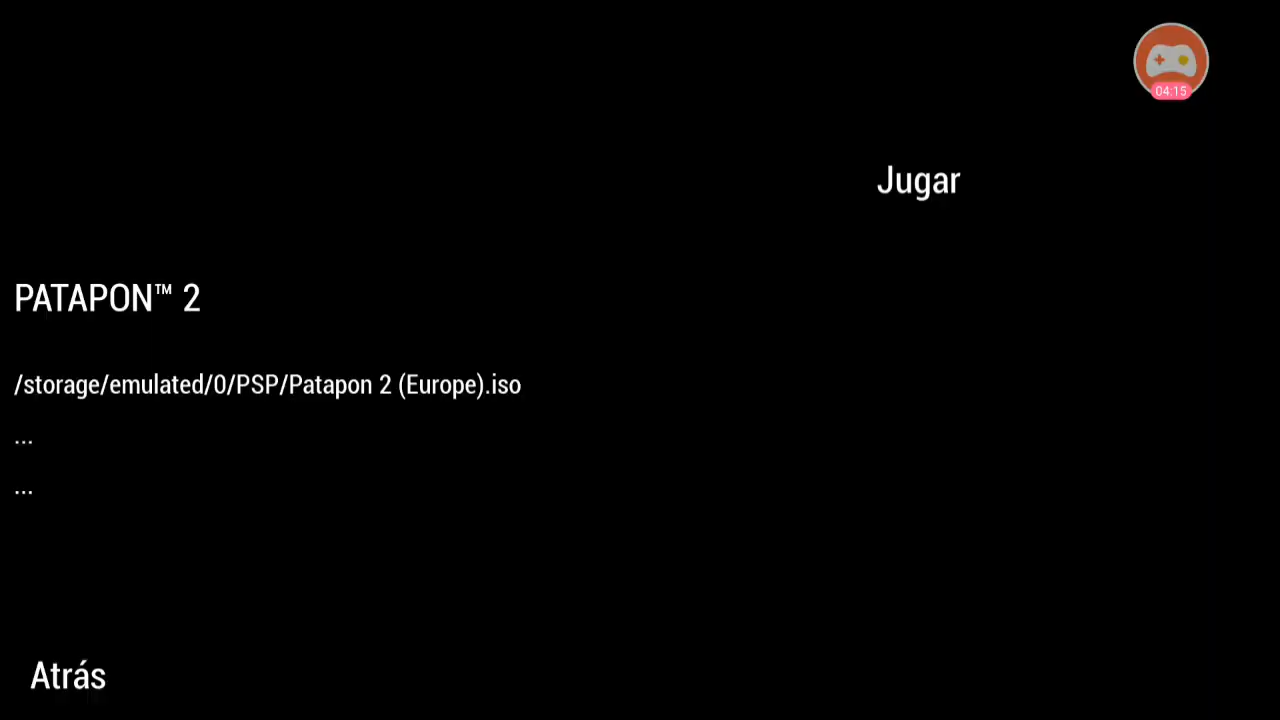 04:15
Jugar
PATAPON™ 2
/storage/emulated/0/PSP/Patapon 2 (Europe).iso
...
...
Atrás